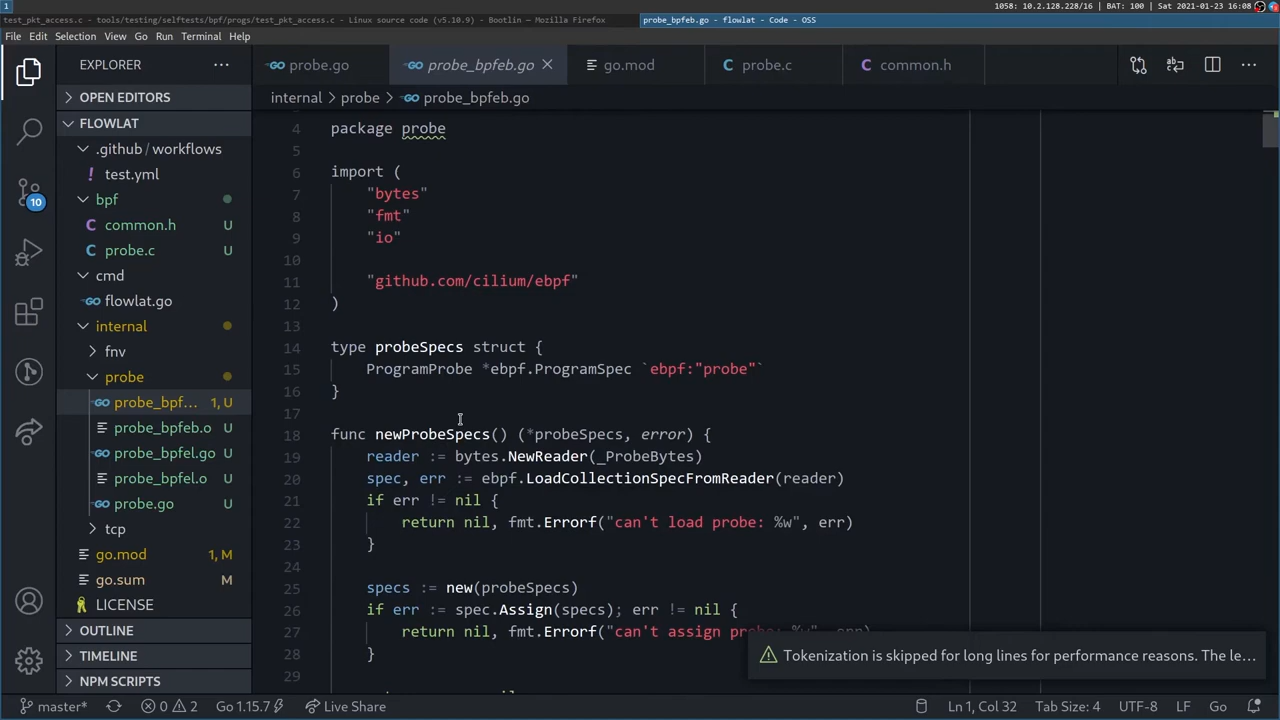 1
test_pkt_access.c - tools/testing/selftests/bpf/progs/test_pkt_access.c - Linux source code (v5.10.9) - Bootlin — Mozilla Firefox
probe_bpfeb.go - flowlat - Code - OSS
1058: 10.2.128.228/16 | BAT: 100 | Sat 2021-01-23 16:08
File Edit Selection View Go Run Terminal Help
EXPLORER ···
probe.go probe_bpfeb.go × go.mod C probe.c C common.h ···
OPEN EDITORS
internal > probe > probe_bpfeb.go
FLOWLAT
.github / workflows
! test.yml
bpf
C common.h U
C probe.c U
cmd
flowlat.go
internal
fnv
probe
probe_bpf... 1, U
probe_bpfeb.o U
probe_bpfel.go U
probe_bpfel.o U
probe.go U
tcp
go.mod 1, M
go.sum M
LICENSE
OUTLINE
TIMELINE
NPM SCRIPTS
10
4 package probe
5
6 import (
7 "bytes"
8 "fmt"
9 "io"
10
11 "github.com/cilium/ebpf"
12 )
13
14 type probeSpecs struct {
15 ProgramProbe *ebpf.ProgramSpec `ebpf:"probe"`
16 }
17
18 func newProbeSpecs() (*probeSpecs, error) {
19 reader := bytes.NewReader(_ProbeBytes)
20 spec, err := ebpf.LoadCollectionSpecFromReader(reader)
21 if err != nil {
22 return nil, fmt.Errorf("can't load probe: %w", err)
23 }
24
25 specs := new(probeSpecs)
26 if err := spec.Assign(specs); err != nil {
27 return nil, fmt.Errorf("can't assign probe: %w", err)
28 }
Tokenization is skipped for long lines for performance reasons. The le...
master* 0 2 Go 1.15.7 Live Share Ln 1, Col 32 Tab Size: 4 UTF-8 LF Go